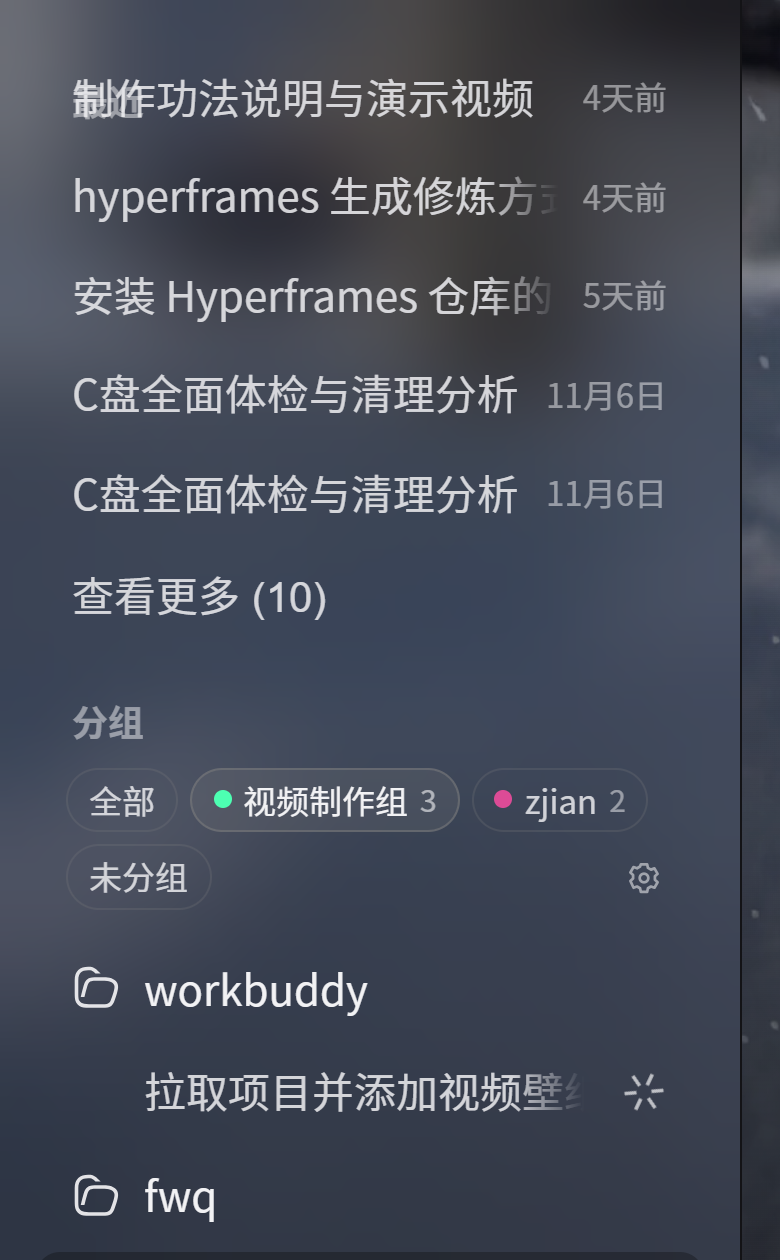 制作功法说明与演示视频 4天前
hyperframes 生成修炼方式 4天前
安装 Hyperframes 仓库的 5天前
C盘全面体检与清理分析 11月6日
C盘全面体检与清理分析 11月6日
查看更多 (10)
分组
全部 视频制作组 3 zjian 2
未分组
workbuddy
拉取项目并添加视频壁
fwq